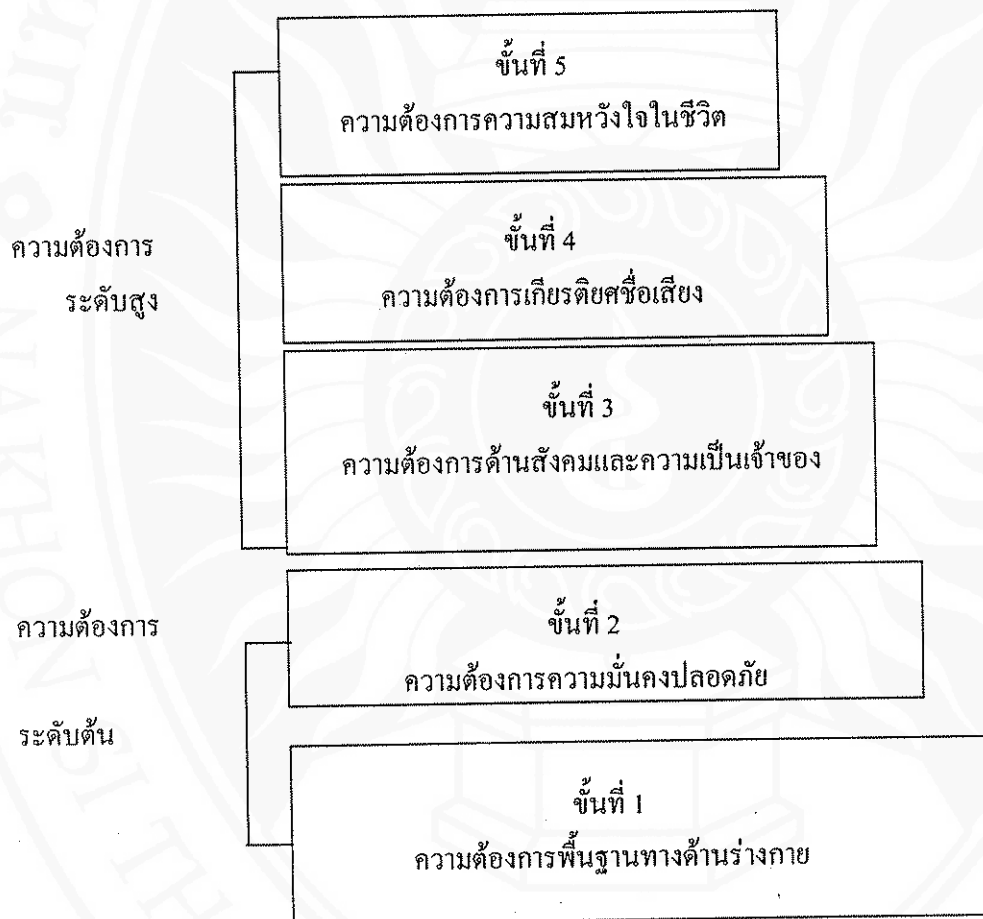 ขั้นที่ 5
ความต้องการความสมหวังใจในชีวิต
ความต้องการ
ระดับสูง
ขั้นที่ 4
ความต้องการเกียรติยศชื่อเสียง
ขั้นที่ 3
ความต้องการด้านสังคมและความเป็นเจ้าของ
ความต้องการ
ระดับต้น
ขั้นที่ 2
ความต้องการความมั่นคงปลอดภัย
ขั้นที่ 1
ความต้องการพื้นฐานทางด้านร่างกาย
NAKHON SI TH